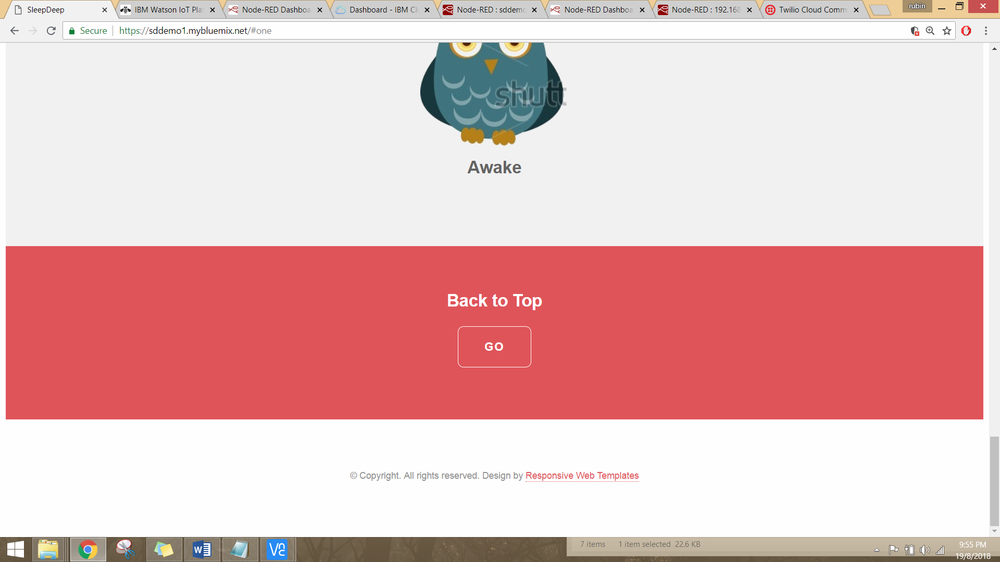 rubin
SleepDeep
IBM Watson IoT Pla
Node-RED Dashboa
Dashboard - IBM Cl
Node-RED : sddemo
Node-RED Dashboa
Node-RED : 192.168
Twilio Cloud Comm
Secure
https://sddemo1.mybluemix.net/#one
shutt
Awake
Back to Top
GO
© Copyright. All rights reserved. Design by Responsive Web Templates
7 items 1 item selected 22.6 KB
9:55 PM
19/8/2018